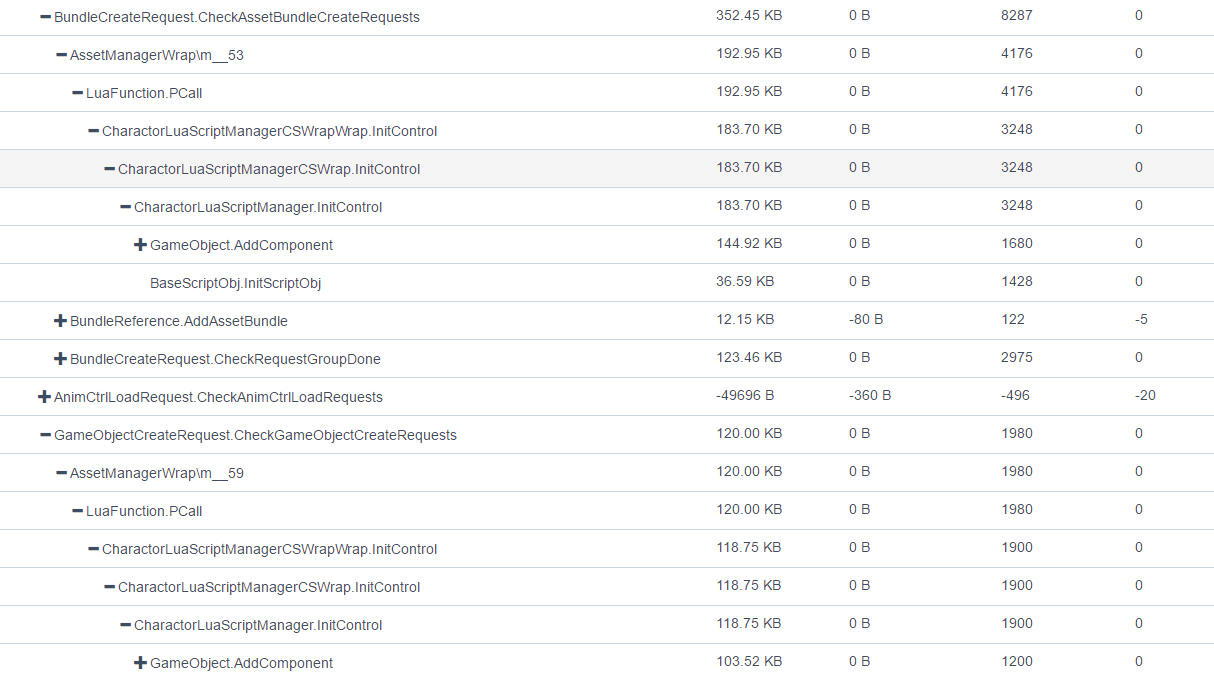 BundleCreateRequest.CheckAssetBundleCreateRequests 352.45 KB 0 B 8287 0
AssetManagerWrap\m__53 192.95 KB 0 B 4176 0
LuaFunction.PCall 192.95 KB 0 B 4176 0
CharactorLuaScriptManagerCSWrapWrap.InitControl 183.70 KB 0 B 3248 0
CharactorLuaScriptManagerCSWrap.InitControl 183.70 KB 0 B 3248 0
CharactorLuaScriptManager.InitControl 183.70 KB 0 B 3248 0
GameObject.AddComponent 144.92 KB 0 B 1680 0
BaseScriptObj.InitScriptObj 36.59 KB 0 B 1428 0
BundleReference.AddAssetBundle 12.15 KB -80 B 122 -5
BundleCreateRequest.CheckRequestGroupDone 123.46 KB 0 B 2975 0
AnimCtrlLoadRequest.CheckAnimCtrlLoadRequests -49696 B -360 B -496 -20
GameObjectCreateRequest.CheckGameObjectCreateRequests 120.00 KB 0 B 1980 0
AssetManagerWrap\m__59 120.00 KB 0 B 1980 0
LuaFunction.PCall 120.00 KB 0 B 1980 0
CharactorLuaScriptManagerCSWrapWrap.InitControl 118.75 KB 0 B 1900 0
CharactorLuaScriptManagerCSWrap.InitControl 118.75 KB 0 B 1900 0
CharactorLuaScriptManager.InitControl 118.75 KB 0 B 1900 0
GameObject.AddComponent 103.52 KB 0 B 1200 0